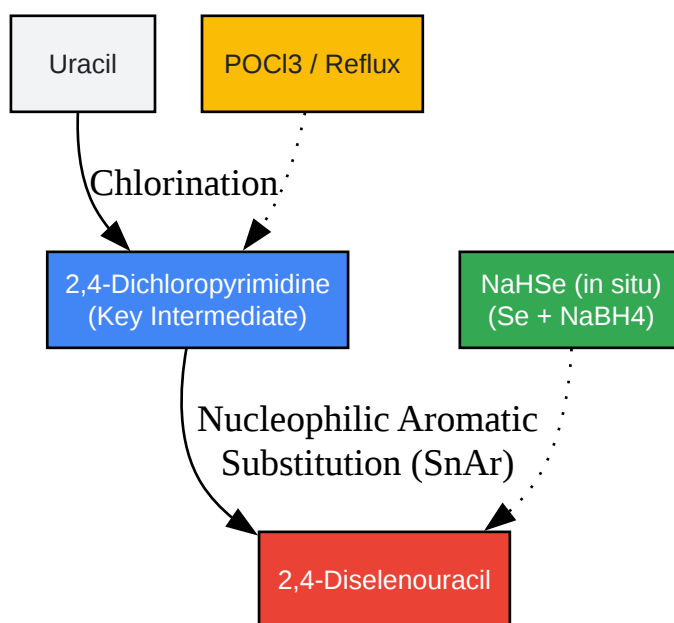 Uracil
POCl3 / Reflux
Chlorination
2,4-Dichloropyrimidine
(Key Intermediate)
NaHSe (in situ)
(Se + NaBH4)
Nucleophilic Aromatic
Substitution (SnAr)
2,4-Diselenouracil